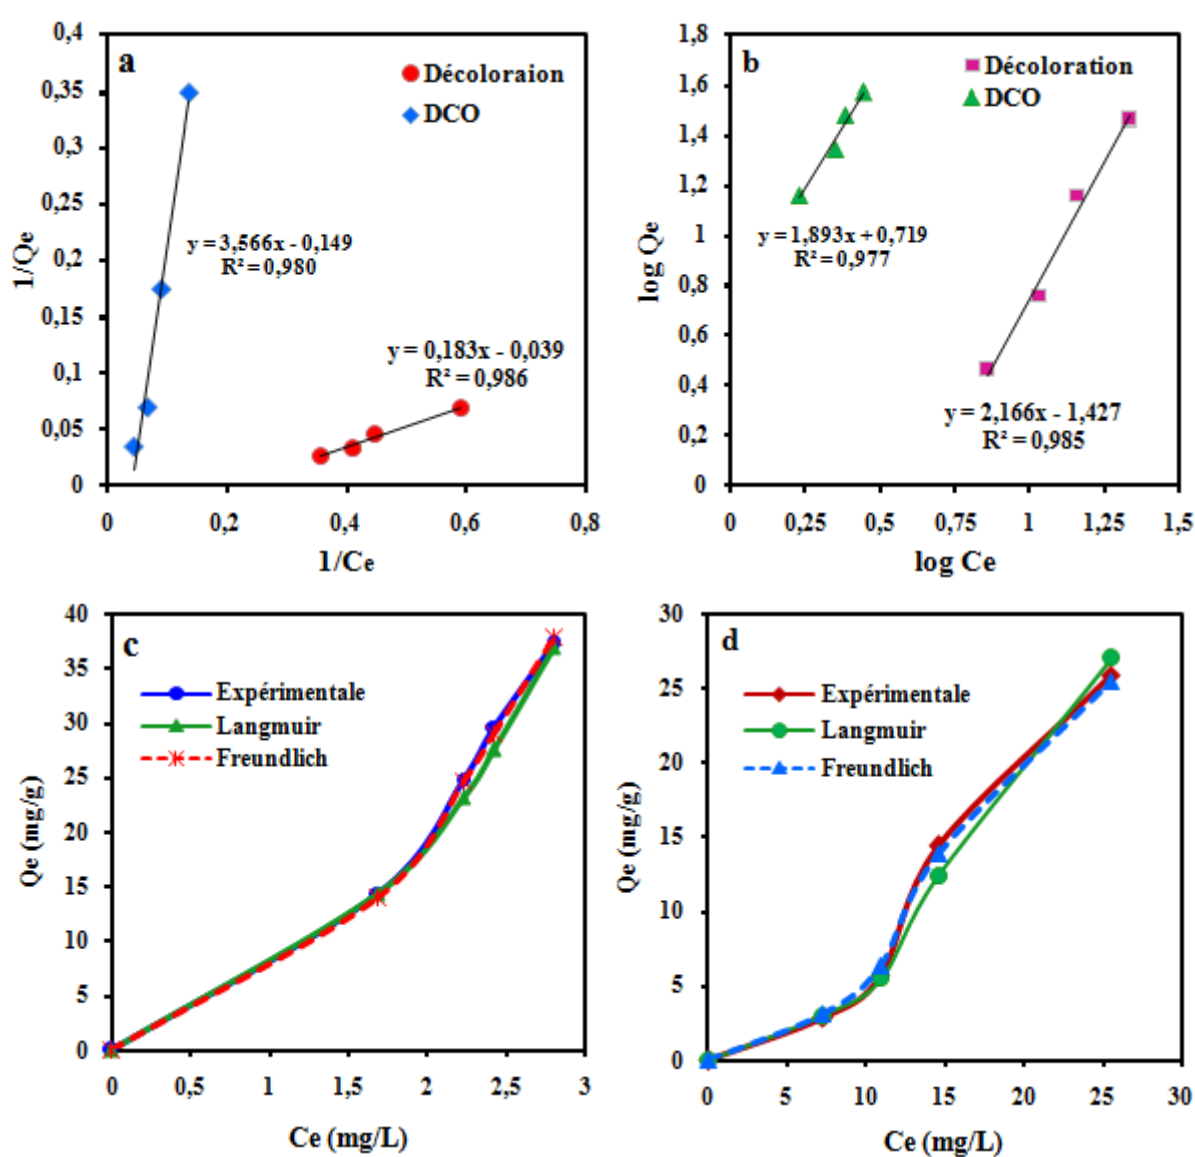 a
0,4
0,35
0,3
0,25
0,2
0,15
0,1
0,05
0
1/Qe
Décoloraion
DCO
y = 3,566x - 0,149
R² = 0,980
y = 0,183x - 0,039
R² = 0,986
0 0,2 0,4 0,6 0,8
1/Ce
b
1,8
1,6
1,4
1,2
1
0,8
0,6
0,4
0,2
0
log Qe
Décoloration
DCO
y = 1,893x + 0,719
R² = 0,977
y = 2,166x - 1,427
R² = 0,985
0 0,25 0,5 0,75 1 1,25 1,5
log Ce
c
40
35
30
25
20
15
10
5
0
Qe (mg/g)
Expérimentale
Langmuir
Freundlich
0 0,5 1 1,5 2 2,5 3
Ce (mg/L)
d
30
25
20
15
10
5
0
Qe (mg/g)
Expérimentale
Langmuir
Freundlich
0 5 10 15 20 25 30
Ce (mg/L)